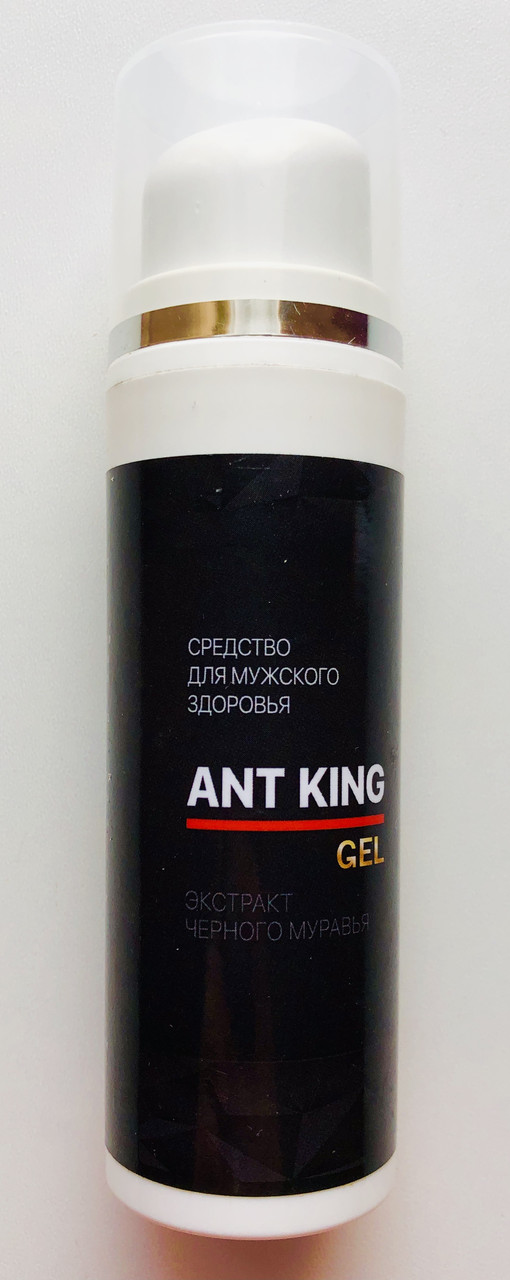 СРЕДСТВО
ДЛЯ МУЖСКОГО
ЗДОРОВЬЯ
ANT KING
GEL
ЭКСТРАКТ
ЧЕРНОГО МУРАВЬЯ